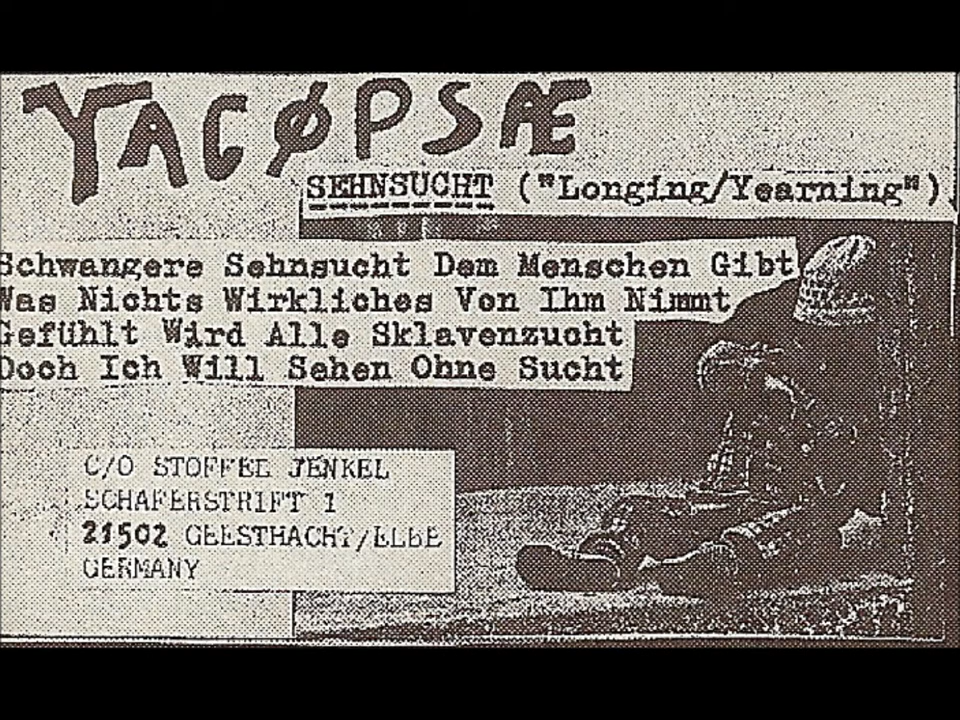 YACØPSÆ
SEHNSUCHT ("Longing/Yearning")
Schwangere Sehnsucht Dem Menschen Gibt
Was Nichts Wirkliches Von Ihm Nimmt
Gefühlt Wird Alle Sklavenzucht
Doch Ich Will Sehen Ohne Sucht
C/O STOFFEL JENKEL
SCHAFERSTRIFT 1
21502 GEESTHACHT/ELBE
GERMANY